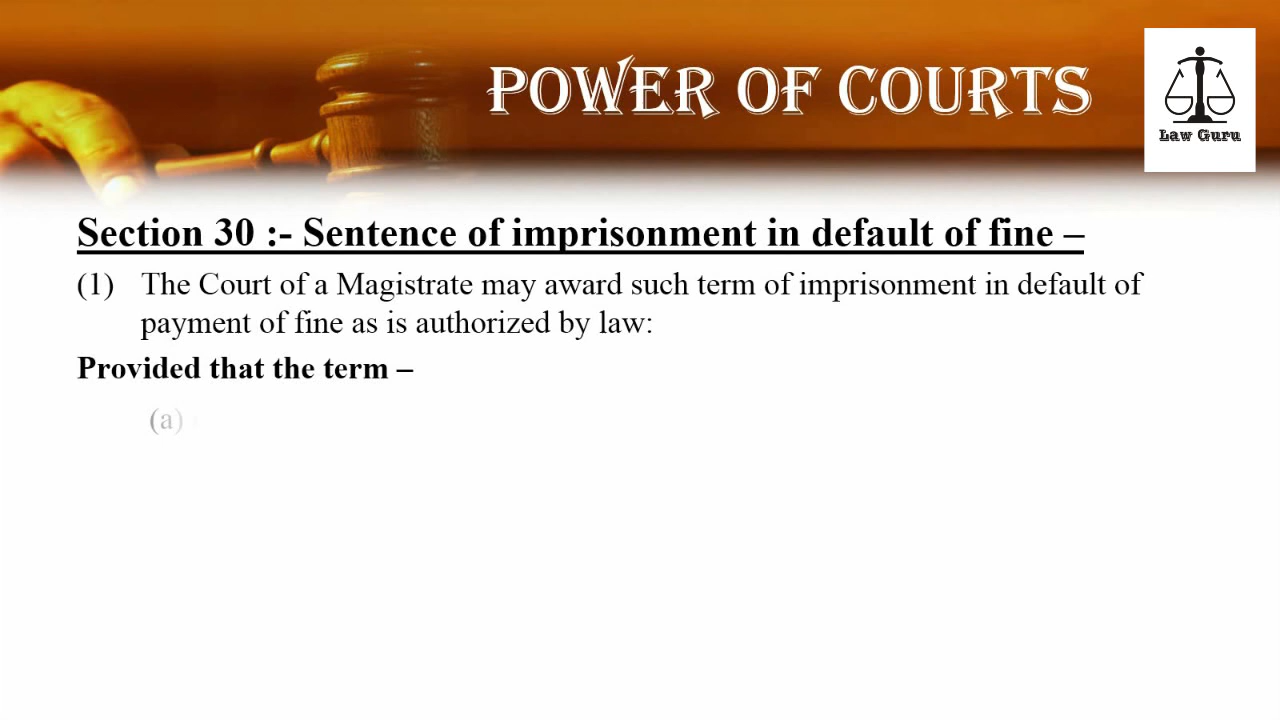 POWER OF COURTS
Law Guru
Section 30 :- Sentence of imprisonment in default of fine –
(1) The Court of a Magistrate may award such term of imprisonment in default of
payment of fine as is authorized by law:
Provided that the term –
(a)